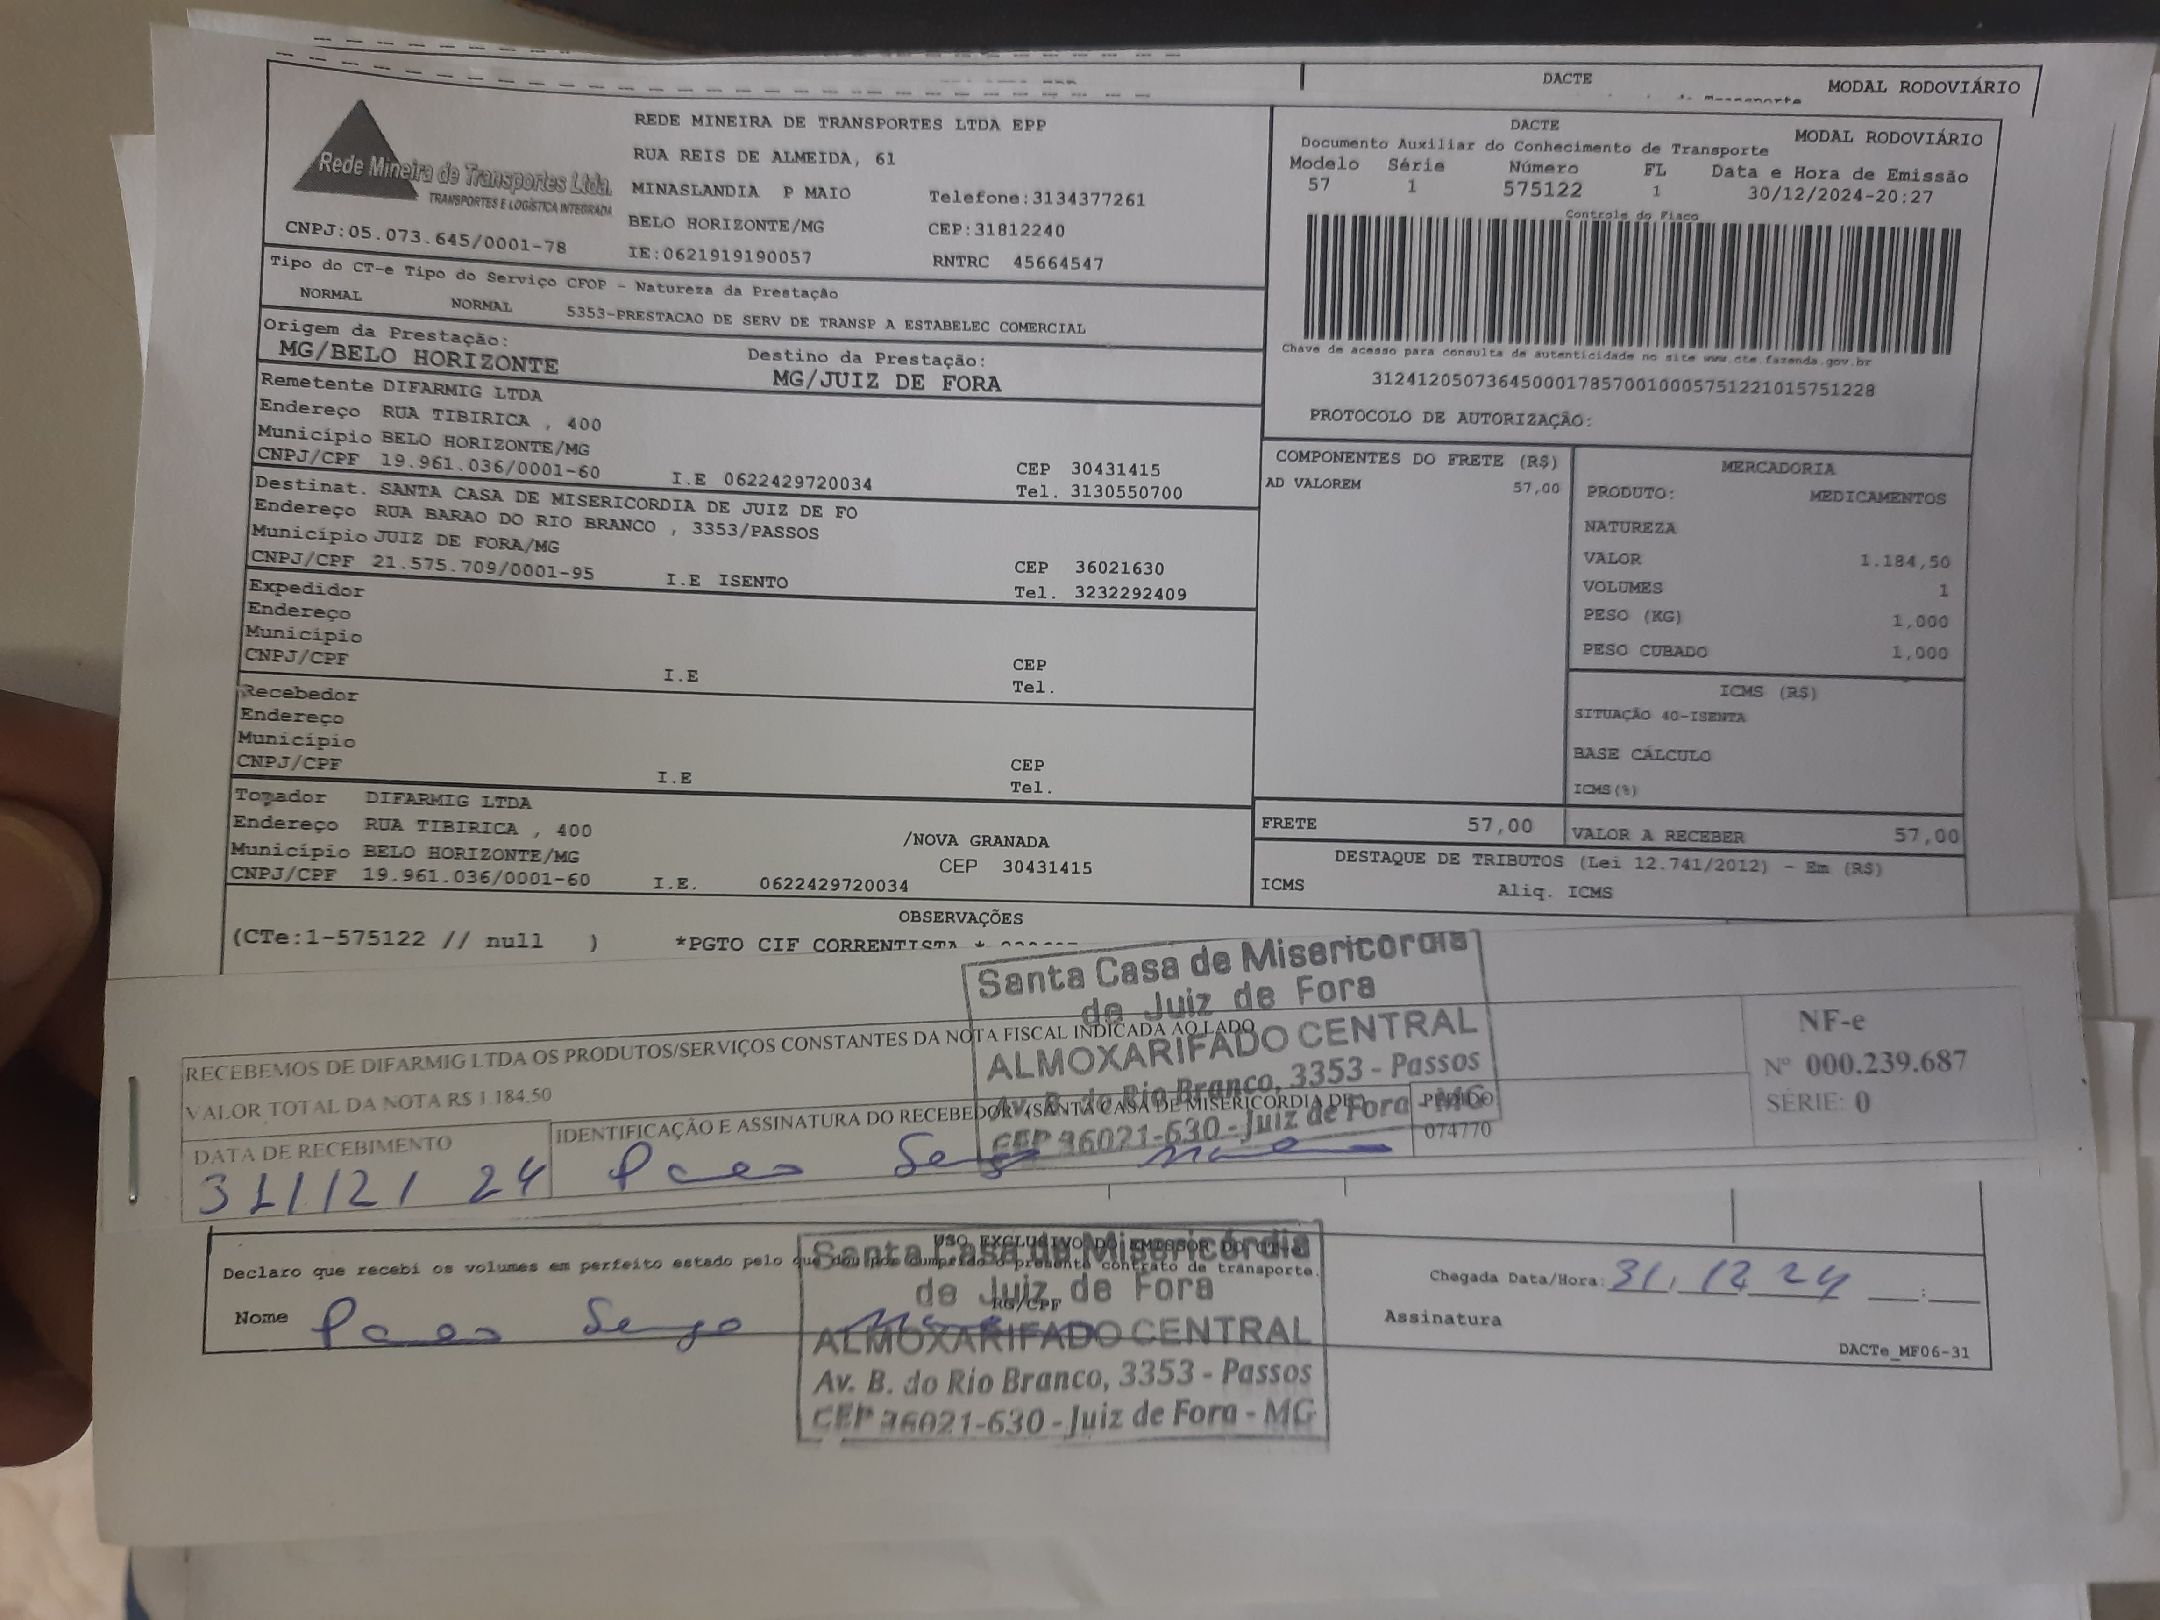 DACTE
MODAL RODOVIÁRIO
Rede Mineira de Transportes Ltda.
TRANSPORTES E LOGÍSTICA INTEGRADA
CNPJ:05.073.645/0001-78
REDE MINEIRA DE TRANSPORTES LTDA EPP
RUA REIS DE ALMEIDA, 61
MINASLANDIA P MAIO Telefone:3134377261
BELO HORIZONTE/MG CEP:31812240
IE:0621919190057 RNTRC 45664547
DACTE MODAL RODOVIÁRIO
Documento Auxiliar do Conhecimento de Transporte
Modelo Série Número FL Data e Hora de Emissão
57 1 575122 1 30/12/2024-20:27
Controle do Fisco
Chave de acesso para consulta de autenticidade no site www.cte.fazenda.gov.br
31241205073645000178570010005751221015751228
PROTOCOLO DE AUTORIZAÇÃO:
Tipo do CT-e Tipo do Serviço CFOP - Natureza da Prestação
NORMAL NORMAL 5353-PRESTACAO DE SERV DE TRANSP A ESTABELEC COMERCIAL
Origem da Prestação: Destino da Prestação:
MG/BELO HORIZONTE MG/JUIZ DE FORA
Remetente DIFARMIG LTDA
Endereço RUA TIBIRICA , 400
Município BELO HORIZONTE/MG CEP 30431415
CNPJ/CPF 19.961.036/0001-60 I.E 0622429720034 Tel. 3130550700
Destinat. SANTA CASA DE MISERICORDIA DE JUIZ DE FO
Endereço RUA BARAO DO RIO BRANCO , 3353/PASSOS
Município JUIZ DE FORA/MG CEP 36021630
CNPJ/CPF 21.575.709/0001-95 I.E ISENTO Tel. 3232292409
Expedidor
Endereço
Município CEP
CNPJ/CPF I.E Tel.
Recebedor
Endereço
Município CEP
CNPJ/CPF I.E Tel.
Tomador DIFARMIG LTDA
Endereço RUA TIBIRICA , 400 /NOVA GRANADA
Município BELO HORIZONTE/MG CEP 30431415
CNPJ/CPF 19.961.036/0001-60 I.E. 0622429720034
COMPONENTES DO FRETE (R$)
AD VALOREM 57,00
MERCADORIA
PRODUTO: MEDICAMENTOS
NATUREZA
VALOR 1.184,50
VOLUMES 1
PESO (KG) 1,000
PESO CUBADO 1,000
ICMS (R$)
SITUAÇÃO 40-ISENTA
BASE CÁLCULO
ICMS(%)
FRETE 57,00 VALOR A RECEBER 57,00
DESTAQUE DE TRIBUTOS (Lei 12.741/2012) - Em (R$)
ICMS Aliq. ICMS
OBSERVAÇÕES
(CTe:1-575122 // null ) *PGTO CIF CORRENTISTA *
Santa Casa de Misericordia
de Juiz de Fora
ALMOXARIFADO CENTRAL
Av. B. do Rio Branco, 3353 - Passos
CEP 36021-630 - Juiz de Fora - MG
RECEBEMOS DE DIFARMIG LTDA OS PRODUTOS/SERVIÇOS CONSTANTES DA NOTA FISCAL INDICADA AO LADO
VALOR TOTAL DA NOTA R$ 1.184,50
DATA DE RECEBIMENTO
31/12/24
IDENTIFICAÇÃO E ASSINATURA DO RECEBEDOR (SANTA CASA DE MISERICORDIA DE
PEDIDO
074770
NF-e
Nº 000.239.687
SÉRIE: 0
USO EXCLUSIVO DO EMISSOR DO CT-e
Declaro que recebi os volumes em perfeito estado pelo que dou por cumprido o presente contrato de transporte.
Nome RG/CPF
Chegada Data/Hora: 31, 12 24 :
Assinatura
DACTe_MF06-31
Santa Casa de Misericórdia
de Juiz de Fora
ALMOXARIFADO CENTRAL
Av. B. do Rio Branco, 3353 - Passos
CEP 36021-630 - Juiz de Fora - MG